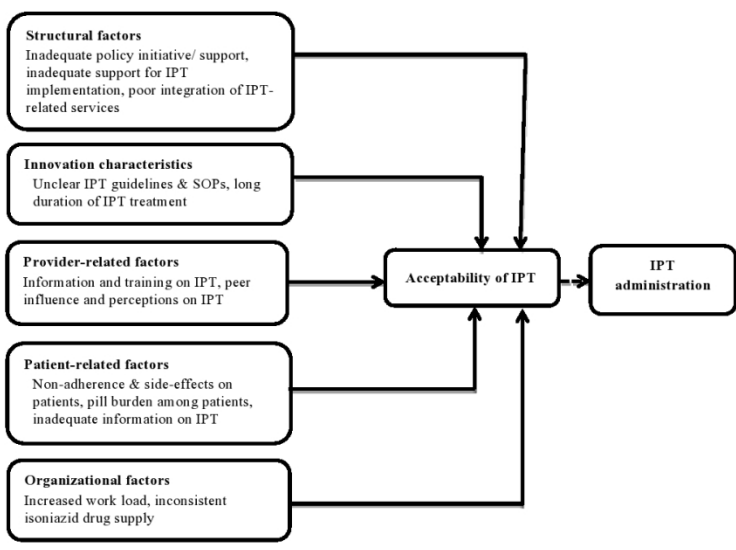 Structural factors
Inadequate policy initiative/ support,
inadequate support for IPT
implementation, poor integration of IPT-
related services
Innovation characteristics
Unclear IPT guidelines & SOPs, long
duration of IPT treatment
Provider-related factors
Information and training on IPT, peer
influence and perceptions on IPT
Acceptability of IPT
IPT
administration
Patient-related factors
Non-adherence & side-effects on
patients, pill burden among patients,
inadequate information on IPT
Organizational factors
Increased work load, inconsistent
isoniazid drug supply